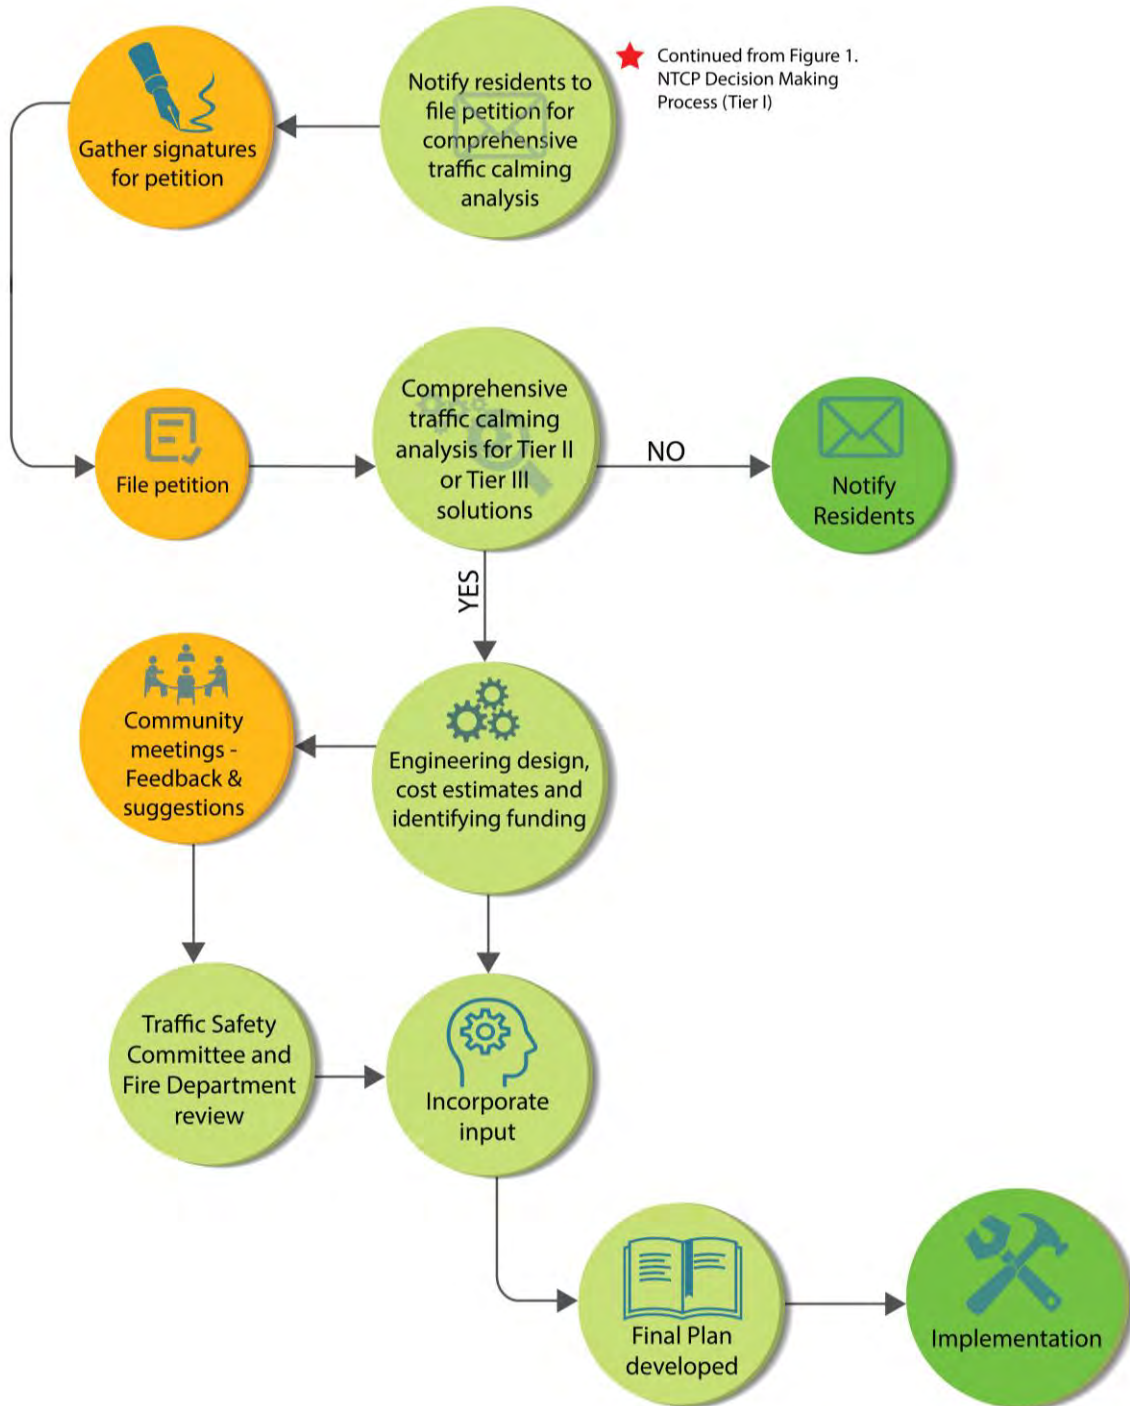 Continued from Figure 1.
NTCP Decision Making
Process (Tier I)
Notify residents to
file petition for
comprehensive
traffic calming
analysis
Gather signatures
for petition
File petition
Comprehensive
traffic calming
analysis for Tier II
or Tier III
solutions
NO
Notify
Residents
YES
Engineering design,
cost estimates and
identifying funding
Community
meetings -
Feedback &
suggestions
Traffic Safety
Committee and
Fire Department
review
Incorporate
input
Final Plan
developed
Implementation